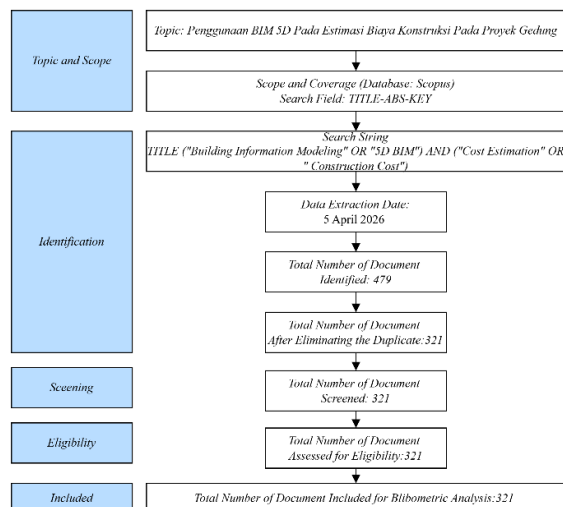 Topic and Scope
Topic: Penggunaan BIM 5D Pada Estimasi Biaya Konstruksi Pada Proyek Gedung
Scope and Coverage (Database: Scopus)
Search Field: TITLE-ABS-KEY
Identification
Search String
TITLE ("Building Information Modeling" OR "5D BIM") AND ("Cost Estimation" OR
" Construction Cost")
Data Extraction Date:
5 April 2026
Total Number of Document
Identified: 479
Total Number of Document
After Eliminating the Duplicate:321
Sceening
Total Number of Document
Screened: 321
Eligibility
Total Number of Document
Assessed for Eligibility:321
Included
Total Number of Document Included for Blibometric Analysis:321